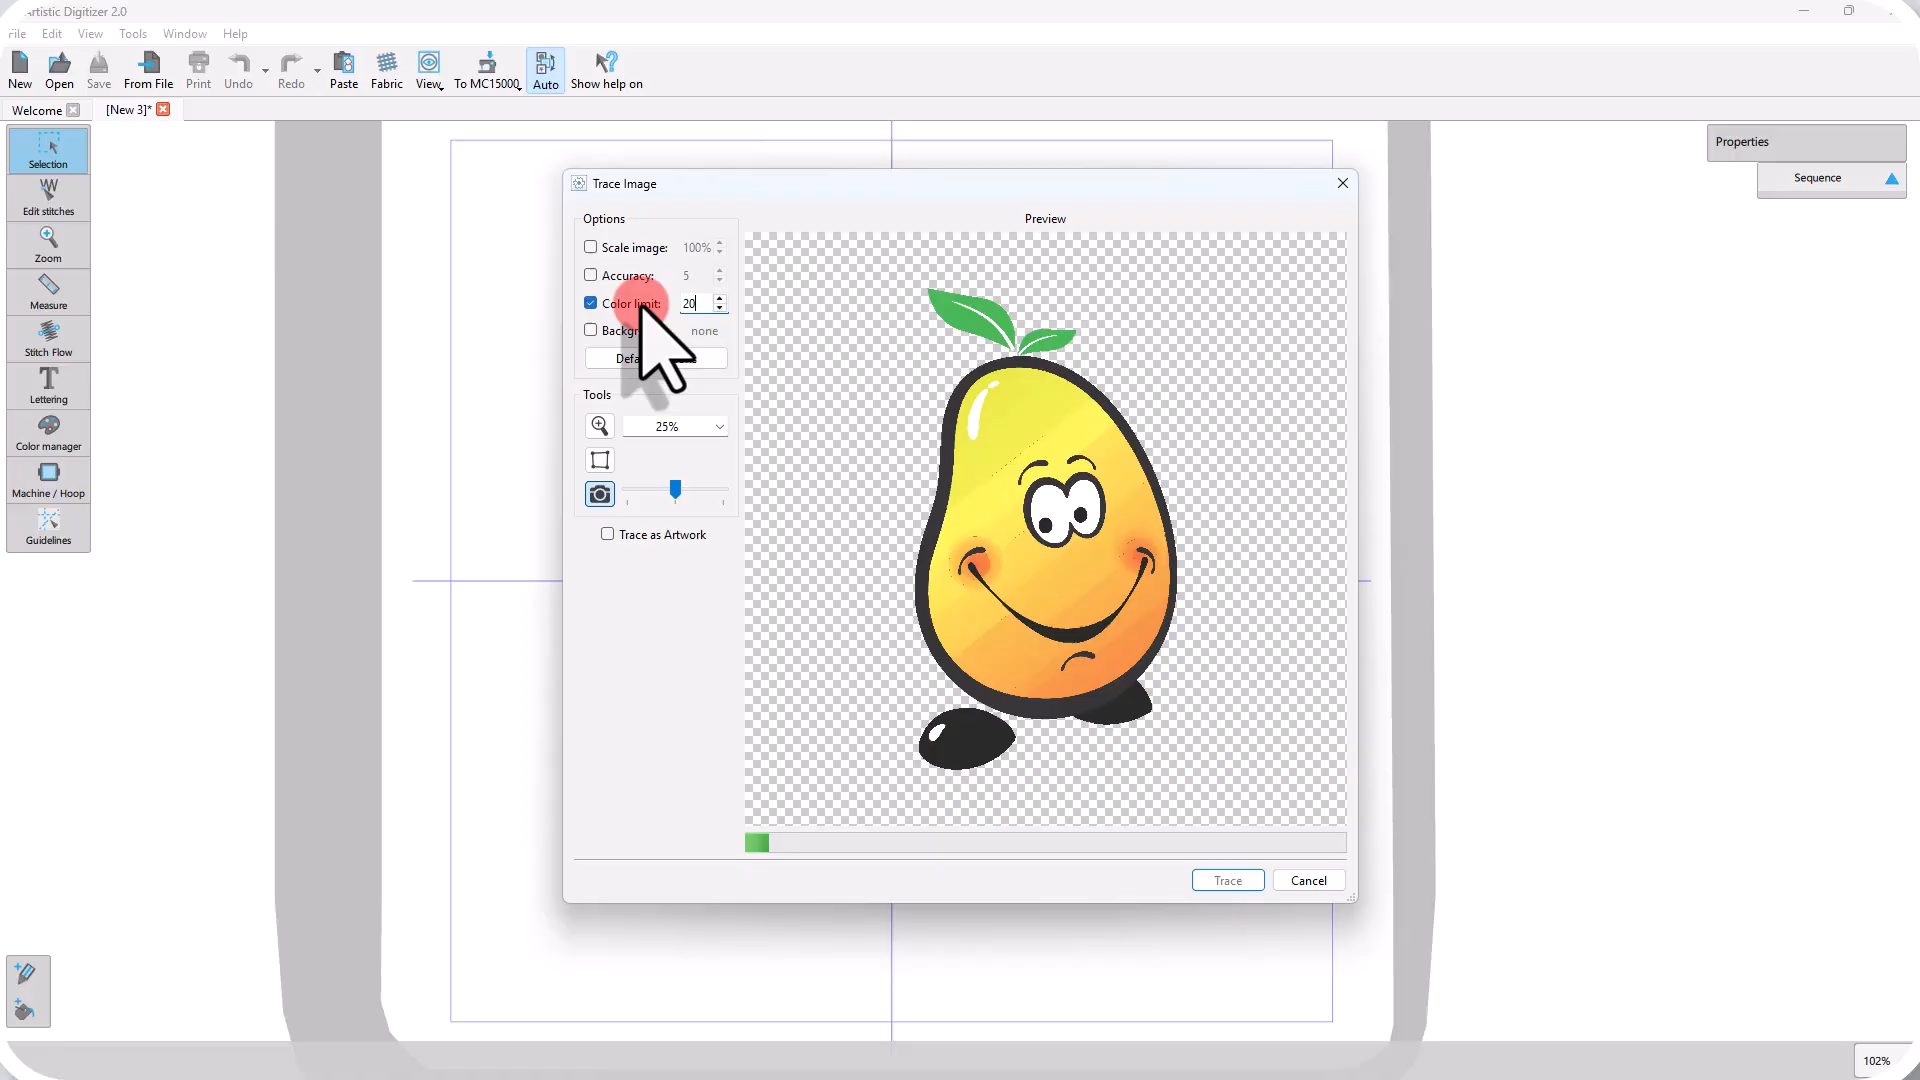 Artistic Digitizer 2.0
File Edit View Tools Window Help
New Open Save From File Print Undo Redo Paste Fabric View To MC15000 Auto Show help on
Welcome [New 3]*
Selection
Edit stitches
Zoom
Measure
Stitch Flow
Lettering
Color manager
Machine / Hoop
Guidelines
Properties
Sequence
Trace Image
Options
Preview
Scale image: 100%
Accuracy: 5
Color limit: 20
none
Tools
25%
Trace as Artwork
Trace Cancel
102%